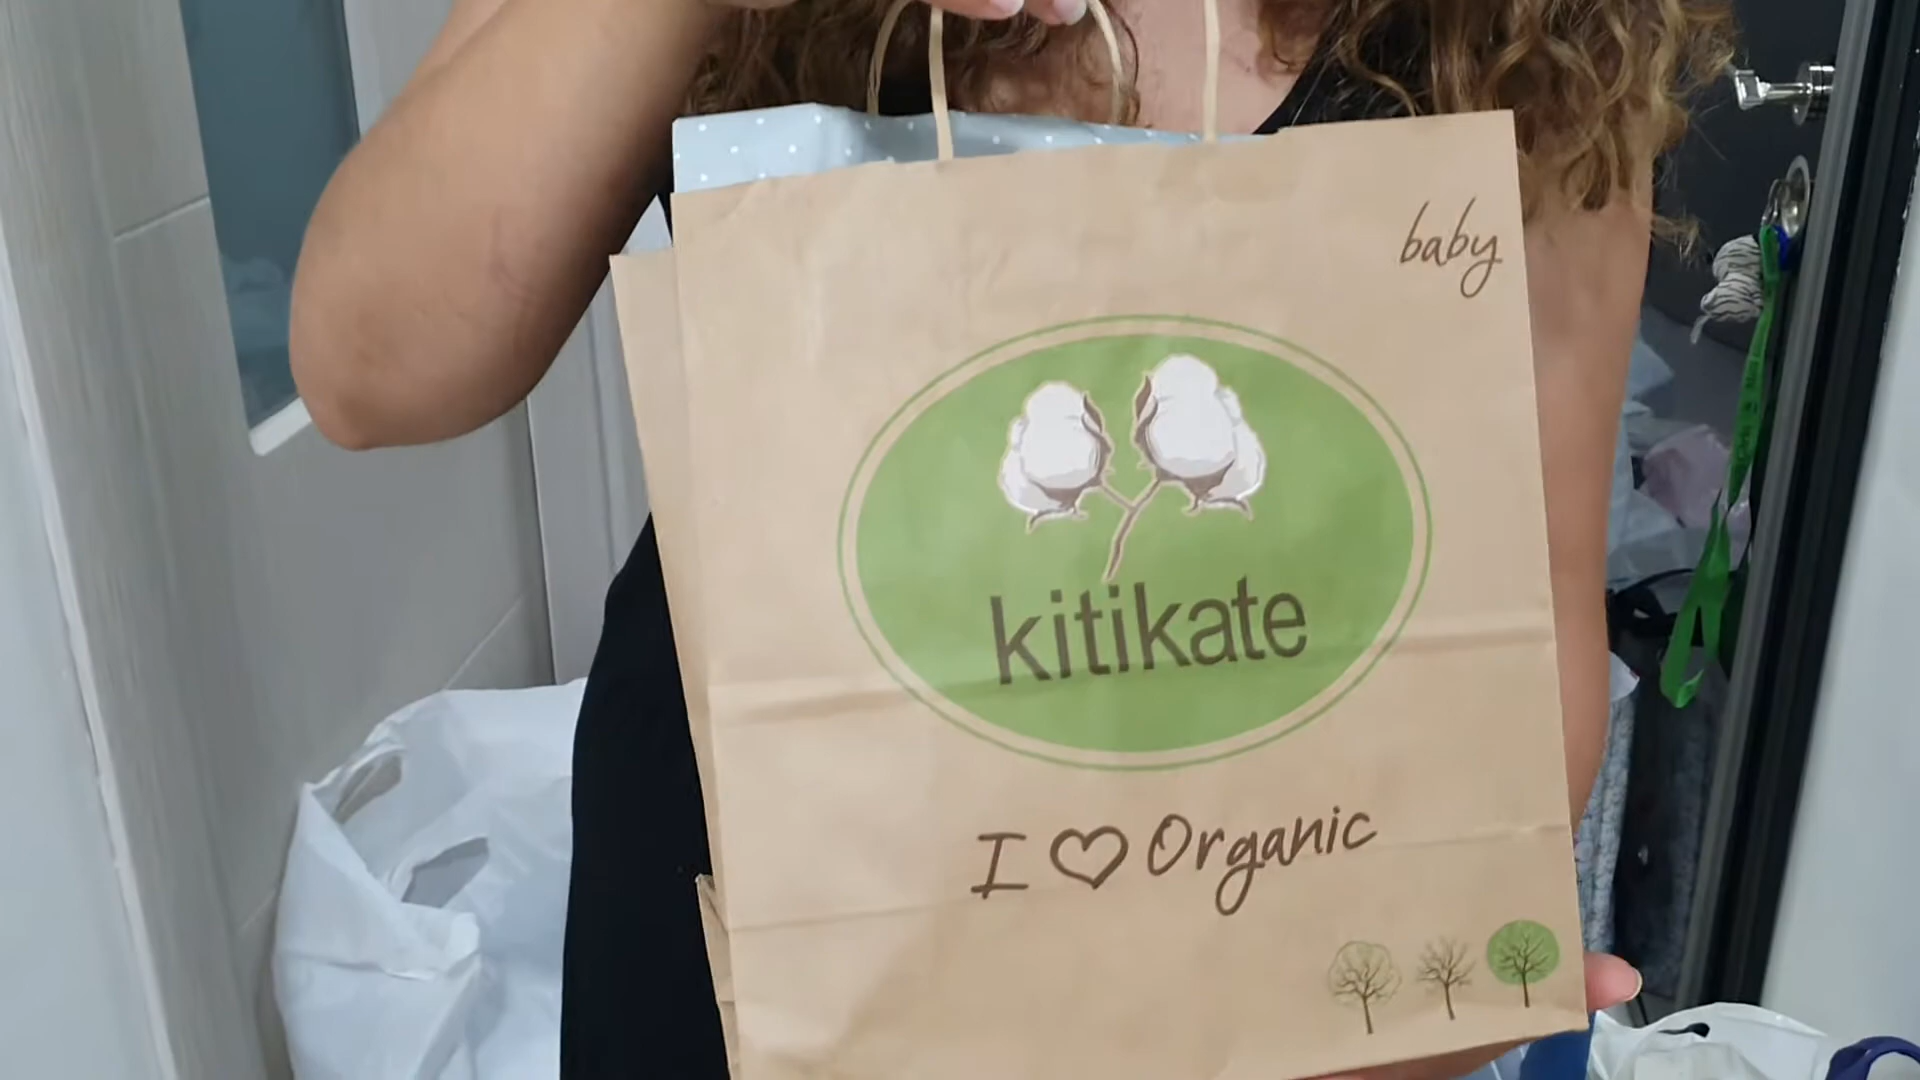 baby
kitikate
I ♡ Organic